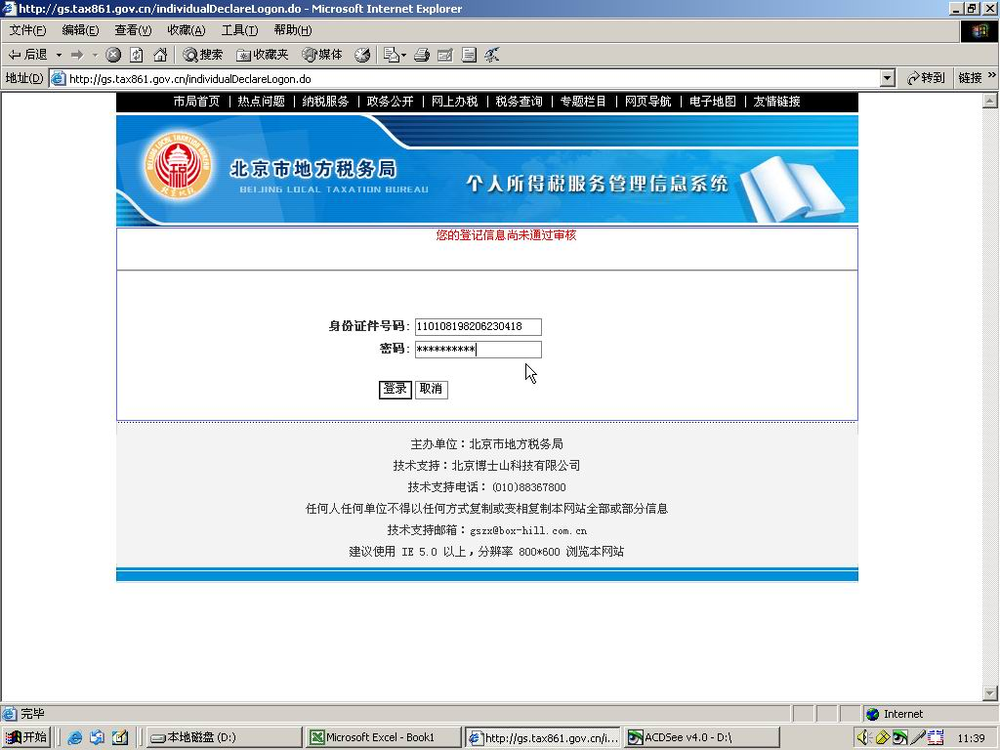 http://gs.tax861.gov.cn/individualDeclareLogon.do - Microsoft Internet Explorer
文件(F) 编辑(E) 查看(V) 收藏(A) 工具(T) 帮助(H)
后退 搜索 收藏夹 媒体
地址(D) http://gs.tax861.gov.cn/individualDeclareLogon.do 转到 链接 »
市局首页 | 热点问题 | 纳税服务 | 政务公开 | 网上办税 | 税务查询 | 专题栏目 | 网页导航 | 电子地图 | 友情链接
北京市地方税务局
BEIJING LOCAL TAXATION BUREAU
个人所得税服务管理信息系统
您的登记信息尚未通过审核
身份证件号码: 110108198206230418
密码: **********
登录 取消
主办单位：北京市地方税务局
技术支持：北京博士山科技有限公司
技术支持电话：(010)88367800
任何人任何单位不得以任何方式复制或变相复制本网站全部或部分信息
技术支持邮箱：gszx@box-hill.com.cn
建议使用 IE 5.0 以上，分辨率 800*600 浏览本网站
完毕 Internet
开始 本地磁盘 (D:) Microsoft Excel - Book1 http://gs.tax861.gov.cn/i... ACDSee v4.0 - D:\ 11:39